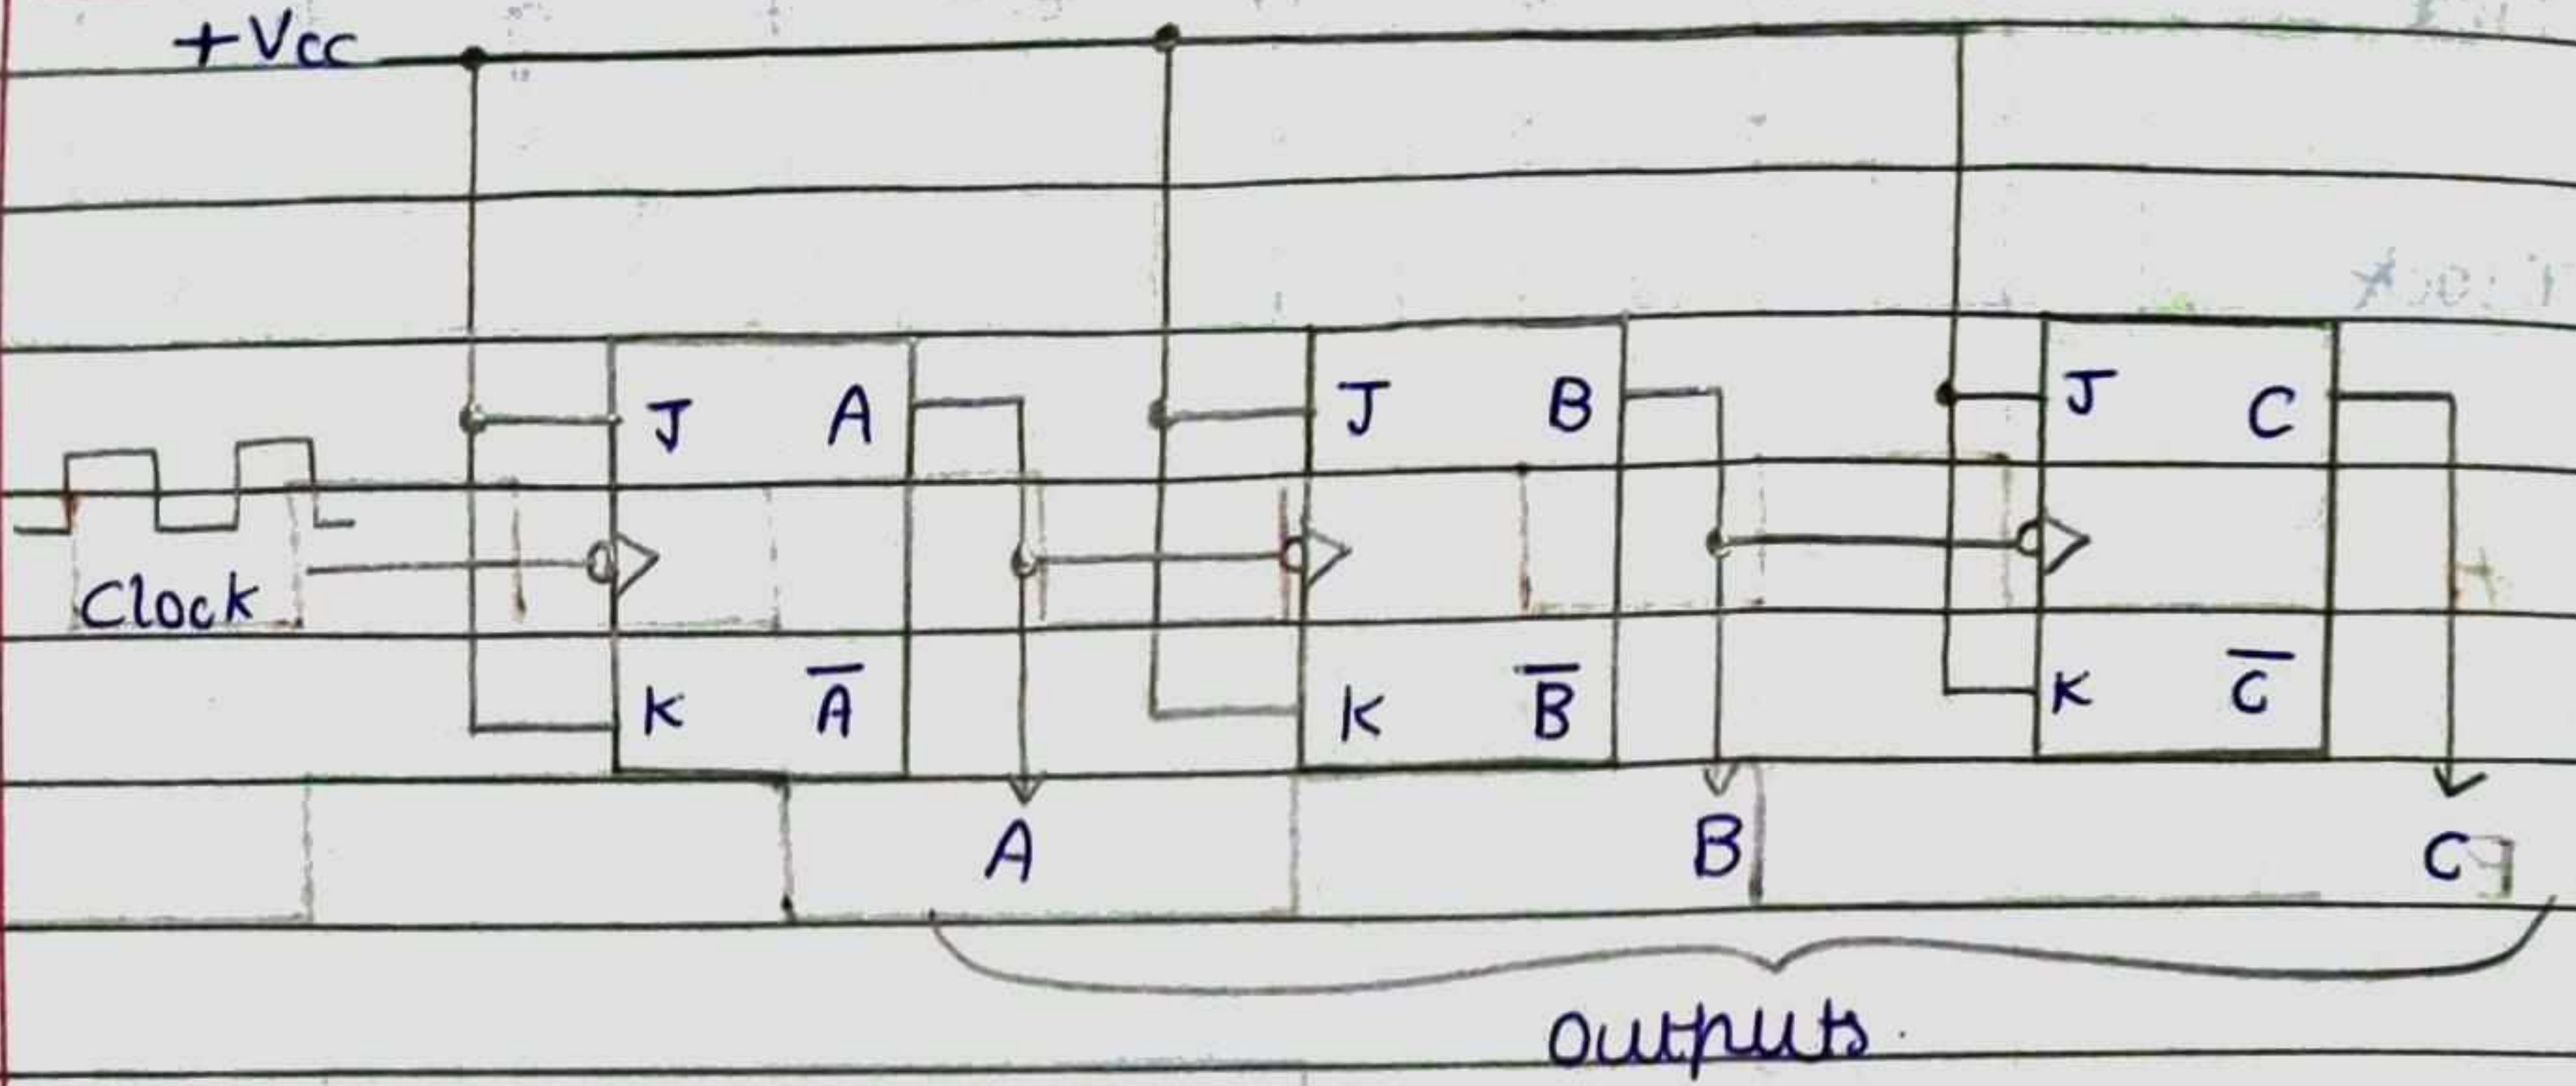 +Vcc
J A J B J C
Clock
K A̅ K B̅ K C̅
A B C
outputs.